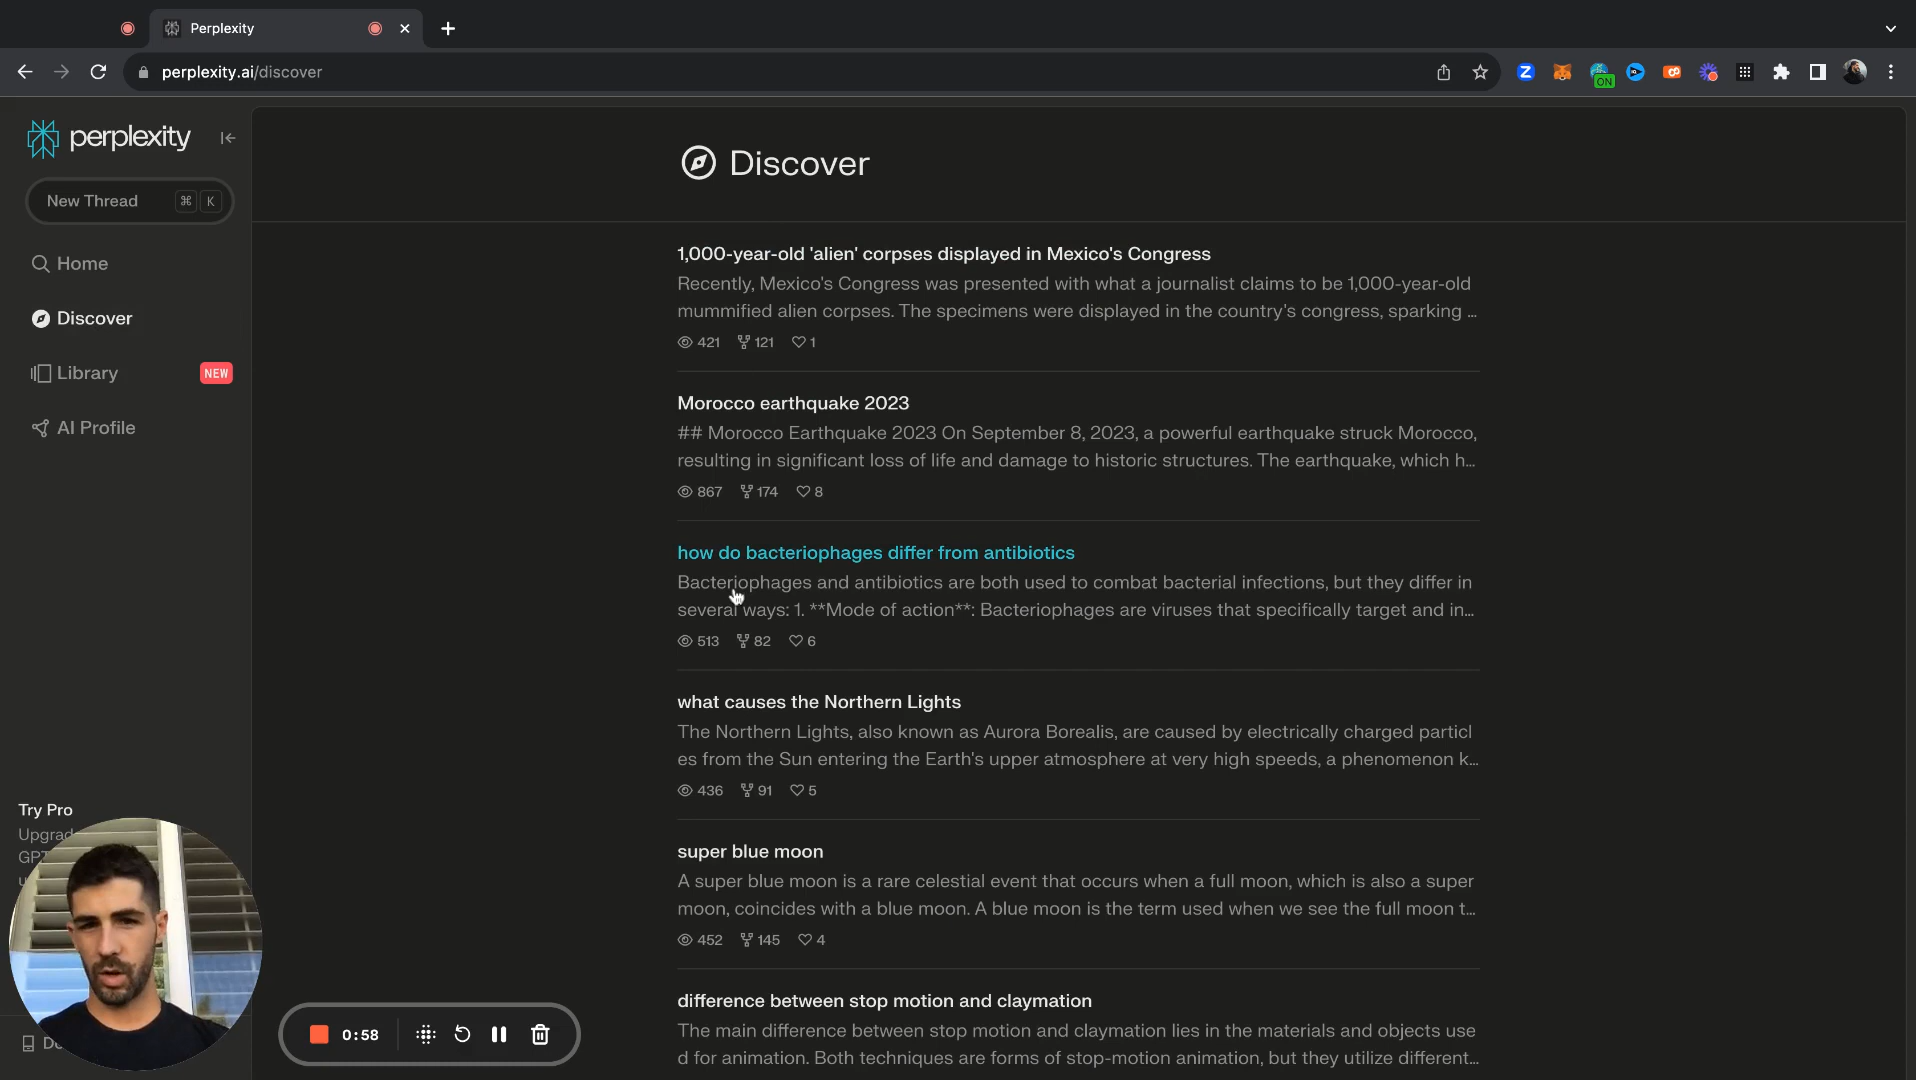 Perplexity
perplexity.ai/discover
ON
perplexity
New Thread ⌘ K
Home
Discover
Library NEW
AI Profile
Try Pro
Discover
1,000-year-old 'alien' corpses displayed in Mexico's Congress
Recently, Mexico's Congress was presented with what a journalist claims to be 1,000-year-old
mummified alien corpses. The specimens were displayed in the country's congress, sparking ...
421 121 1
Morocco earthquake 2023
## Morocco Earthquake 2023 On September 8, 2023, a powerful earthquake struck Morocco,
resulting in significant loss of life and damage to historic structures. The earthquake, which h...
867 174 8
how do bacteriophages differ from antibiotics
Bacteriophages and antibiotics are both used to combat bacterial infections, but they differ in
several ways: 1. **Mode of action**: Bacteriophages are viruses that specifically target and in...
513 82 6
what causes the Northern Lights
The Northern Lights, also known as Aurora Borealis, are caused by electrically charged particl
es from the Sun entering the Earth's upper atmosphere at very high speeds, a phenomenon k...
436 91 5
super blue moon
A super blue moon is a rare celestial event that occurs when a full moon, which is also a super
moon, coincides with a blue moon. A blue moon is the term used when we see the full moon t...
452 145 4
difference between stop motion and claymation
The main difference between stop motion and claymation lies in the materials and objects use
d for animation. Both techniques are forms of stop-motion animation, but they utilize different...
0:58